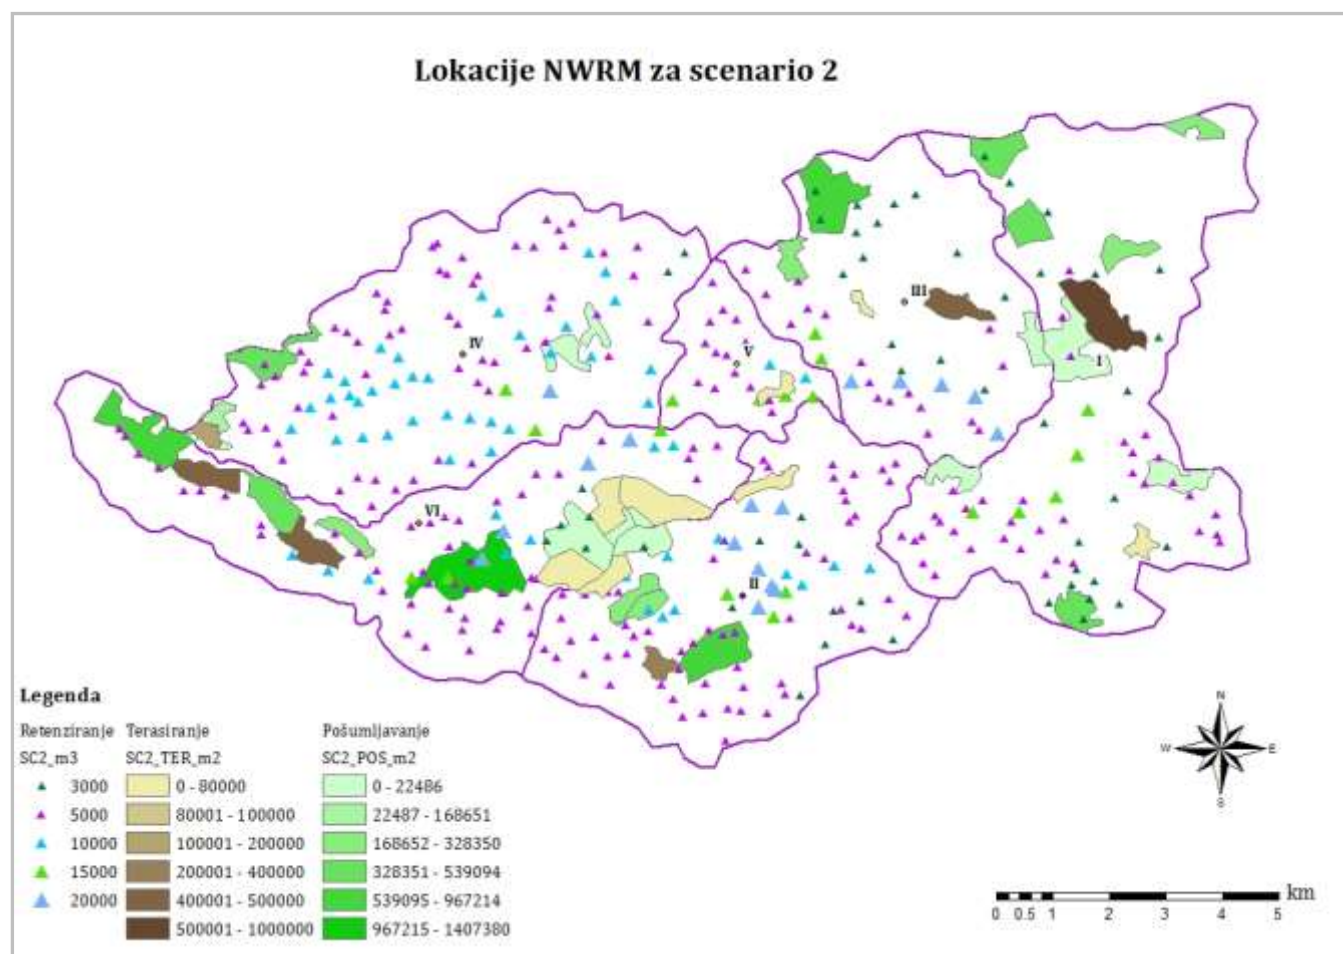 Lokacije NWRM za scenario 2
III
IV
V
I
VI
II
Legenda
Retenziranje Terasiranje Pošumljavanje
SC2_m3 SC2_TER_m2 SC2_POS_m2
3000 0 - 80000 0 - 22486
5000 80001 - 100000 22487 - 168651
10000 100001 - 200000 168652 - 328350
15000 200001 - 400000 328351 - 539094
20000 400001 - 500000 539095 - 967214
500001 - 1000000 967215 - 1407380
N
W E
S
km
0 0.5 1 2 3 4 5